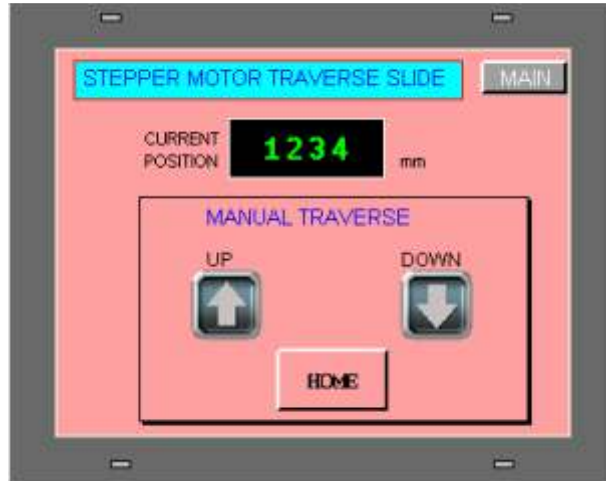 STEPPER MOTOR TRAVERSE SLIDE
MAIN
CURRENT
POSITION
1234
mm
MANUAL TRAVERSE
UP
DOWN
HOME